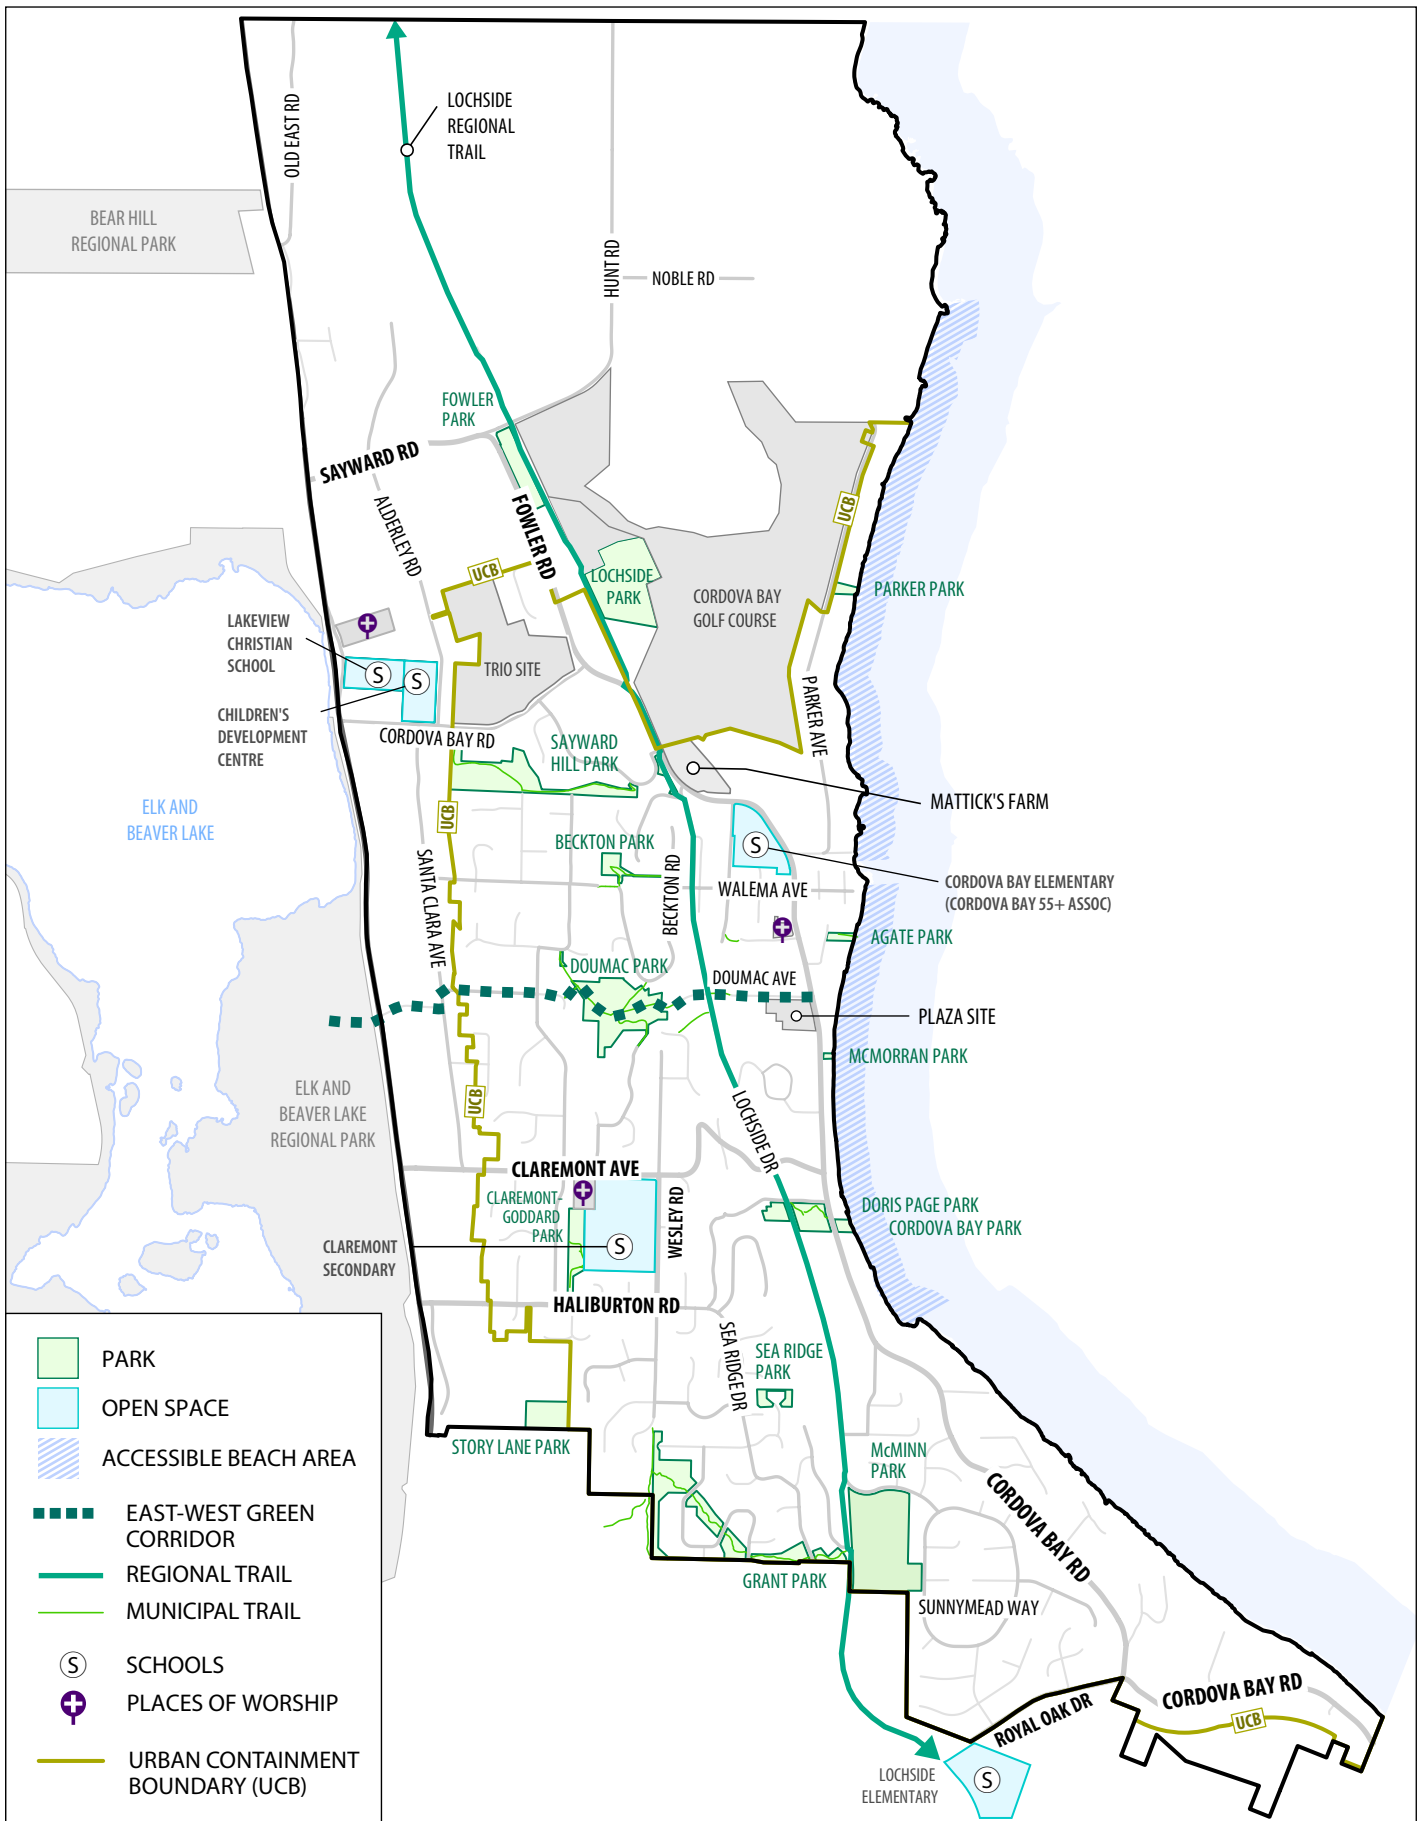 OLD EAST RD
LOCHSIDE
REGIONAL
TRAIL
BEAR HILL
REGIONAL PARK
HUNT RD
NOBLE RD
FOWLER
PARK
SAYWARD RD
ALDERLEY RD
FOWLER RD
UCB
UCB
LOCHSIDE
PARK
CORDOVA BAY
GOLF COURSE
PARKER PARK
LAKEVIEW
CHRISTIAN
SCHOOL
S
S
TRIO SITE
CHILDREN'S
DEVELOPMENT
CENTRE
CORDOVA BAY RD
SAYWARD
HILL PARK
PARKER AVE
MATTICK'S FARM
ELK AND
BEAVER LAKE
UCB
BECKTON PARK
S
SANTA CLARA AVE
BECKTON RD
WALEMA AVE
CORDOVA BAY ELEMENTARY
(CORDOVA BAY 55+ ASSOC)
AGATE PARK
DOUMAC PARK
DOUMAC AVE
PLAZA SITE
MCMORRAN PARK
ELK AND
BEAVER LAKE
REGIONAL PARK
UCB
LOCHSIDE DR
CLAREMONT AVE
CLAREMONT-
GODDARD
PARK
WESLEY RD
DORIS PAGE PARK
CORDOVA BAY PARK
CLAREMONT
SECONDARY
S
HALIBURTON RD
SEA RIDGE DR
SEA RIDGE
PARK
STORY LANE PARK
McMINN
PARK
CORDOVA BAY RD
GRANT PARK
SUNNYMEAD WAY
ROYAL OAK DR
CORDOVA BAY RD
UCB
LOCHSIDE
ELEMENTARY
S
PARK
OPEN SPACE
ACCESSIBLE BEACH AREA
EAST-WEST GREEN
CORRIDOR
REGIONAL TRAIL
MUNICIPAL TRAIL
S
SCHOOLS
PLACES OF WORSHIP
URBAN CONTAINMENT
BOUNDARY (UCB)